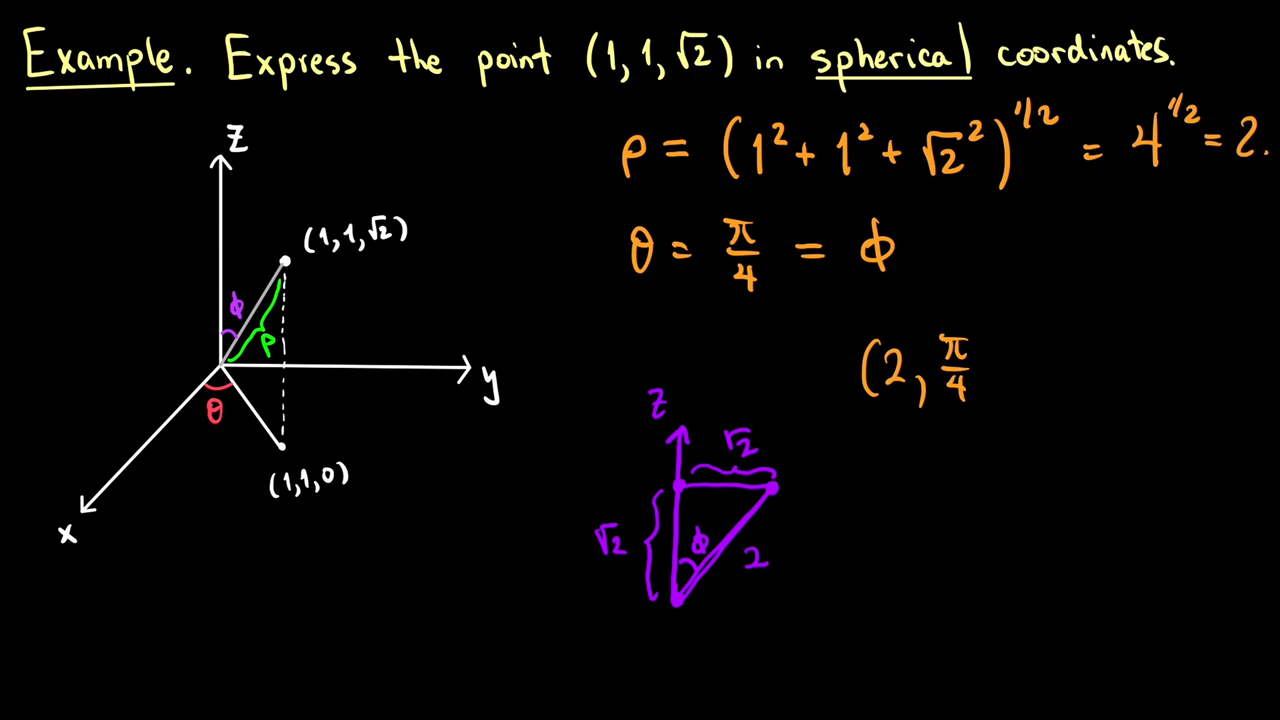 Example. Express the point (1, 1, √2) in spherical coordinates.
ρ = (1² + 1² + √2²)^1/2 = 4^1/2 = 2.
z
(1, 1, √2)
θ = π/4 = ϕ
ϕ
ρ
y
θ
(2, π/4
(1, 1, 0)
x
z
√2
√2
ϕ
2